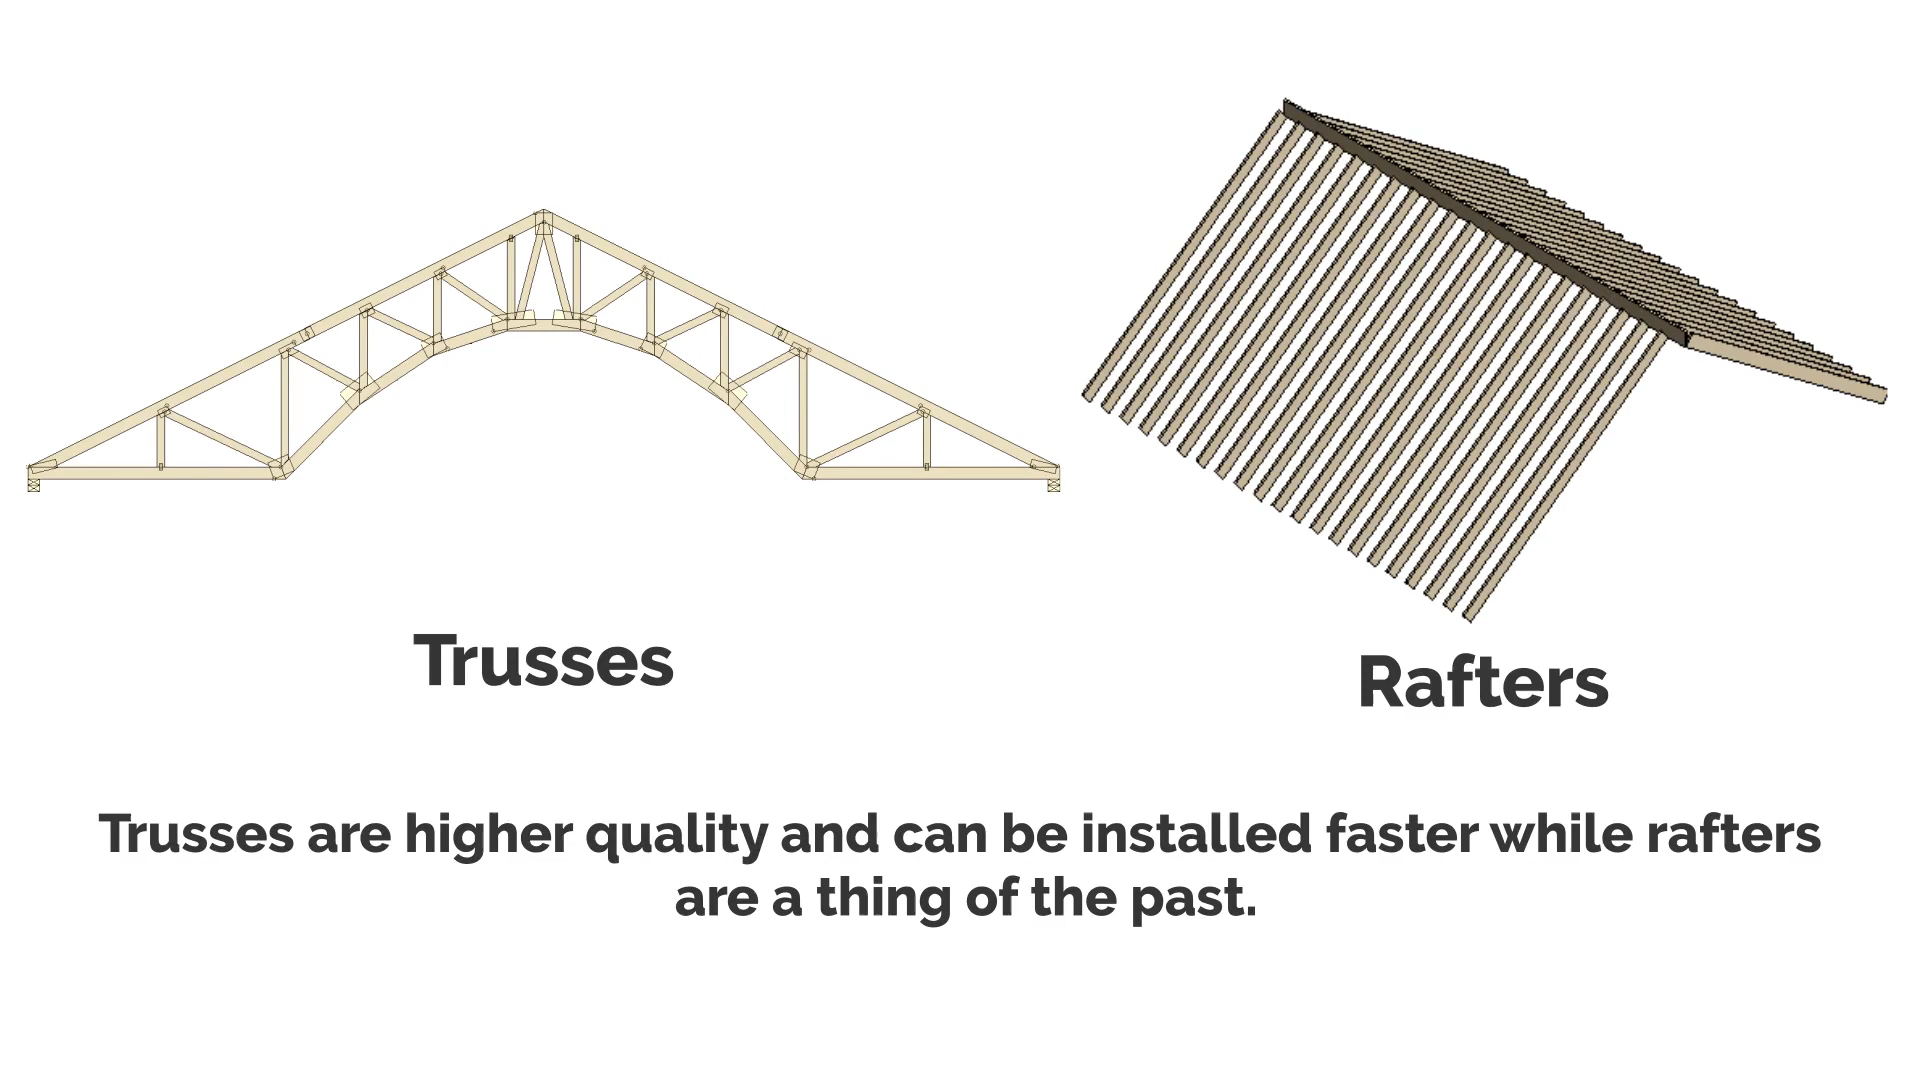 Trusses
Rafters
Trusses are higher quality and can be installed faster while rafters
are a thing of the past.